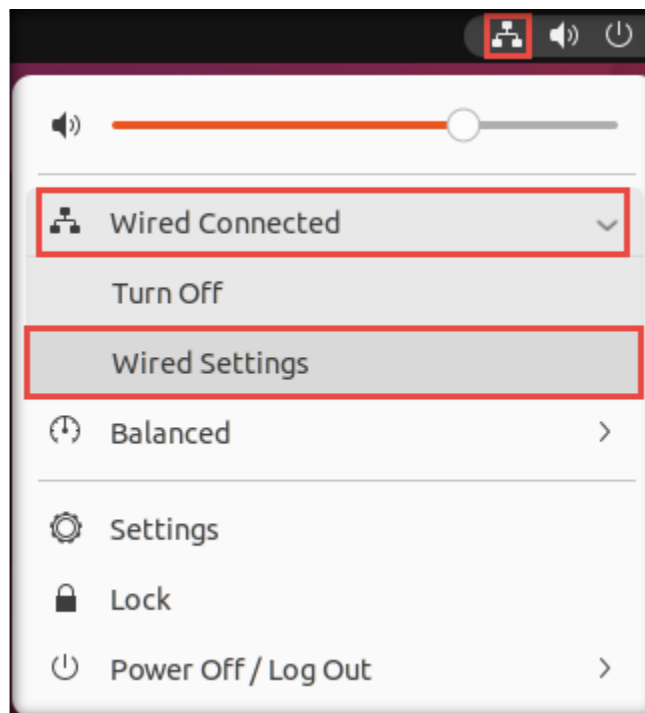 Wired Connected
Turn Off
Wired Settings
Balanced
Settings
Lock
Power Off / Log Out